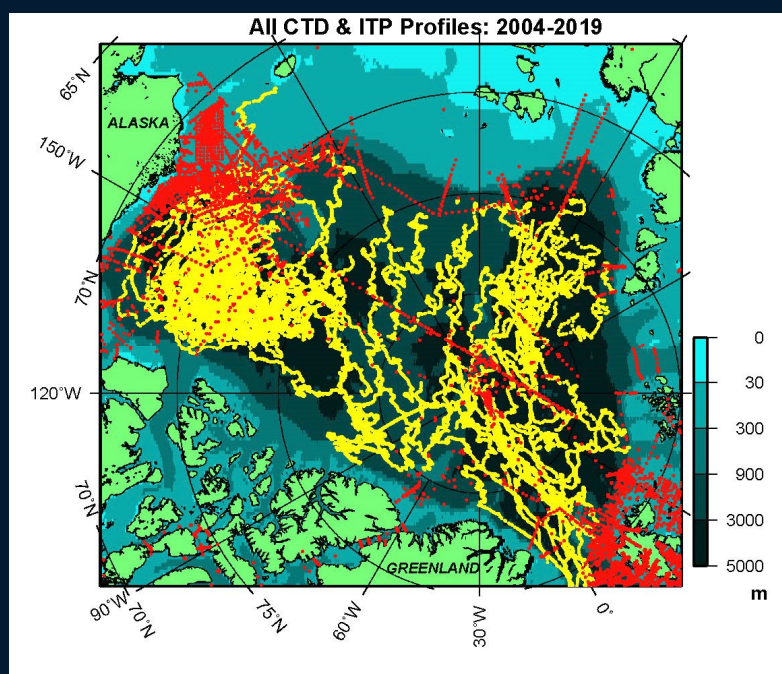 All CTD & ITP Profiles: 2004-2019
65°N
ALASKA
150°W
70°N
120°W
0
30
300
900
3000
5000
m
70°N
GREENLAND
90°W
70°N
75°N
60°W
30°W
0°